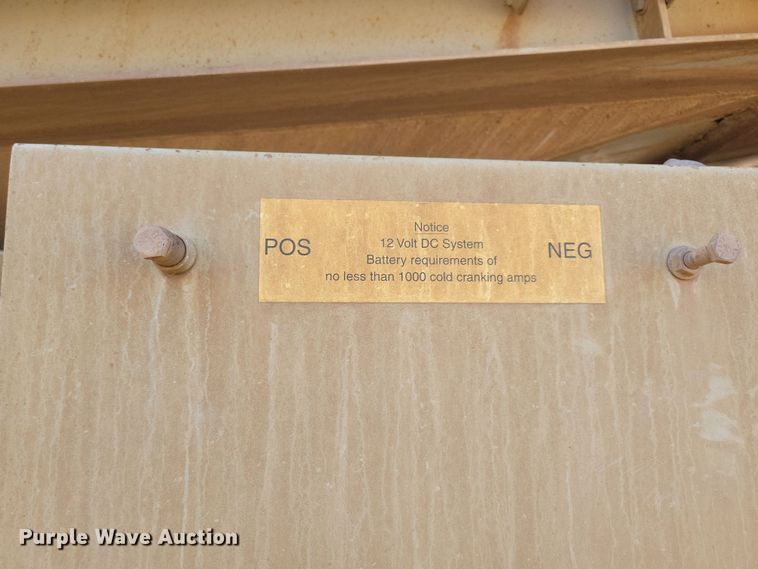 Notice
POS
12 Volt DC System
NEG
Battery requirements of
no less than 1000 cold cranking amps
Purple Wave Auction